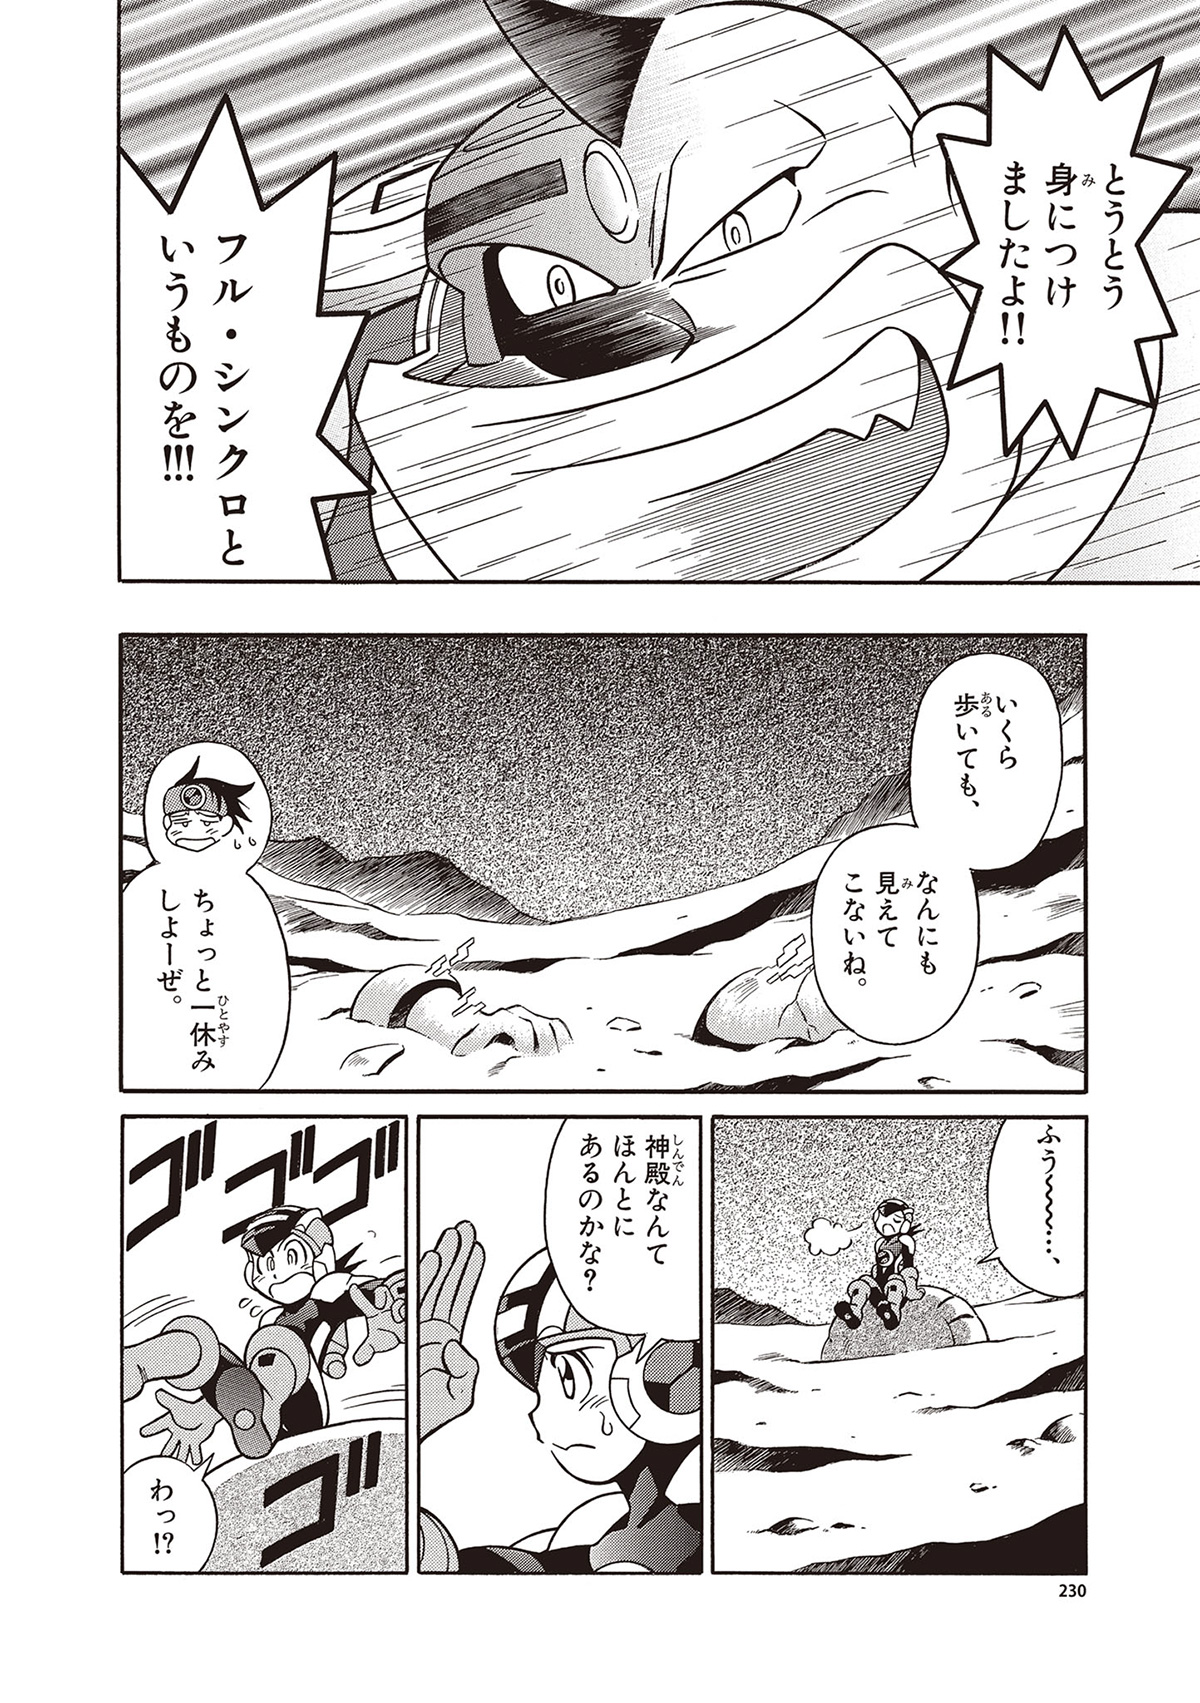 とうとう
身につけ
ましたよ!!
フル・シンクロと
いうものを!!!
いくら
歩いても、
なんにも
見えて
こないね。
ちょっと一休み
しよーぜ。
ふう〜〜〜…、
神殿なんて
ほんとに
あるのかな?
ゴゴゴ
ゴ
わっ!?
230